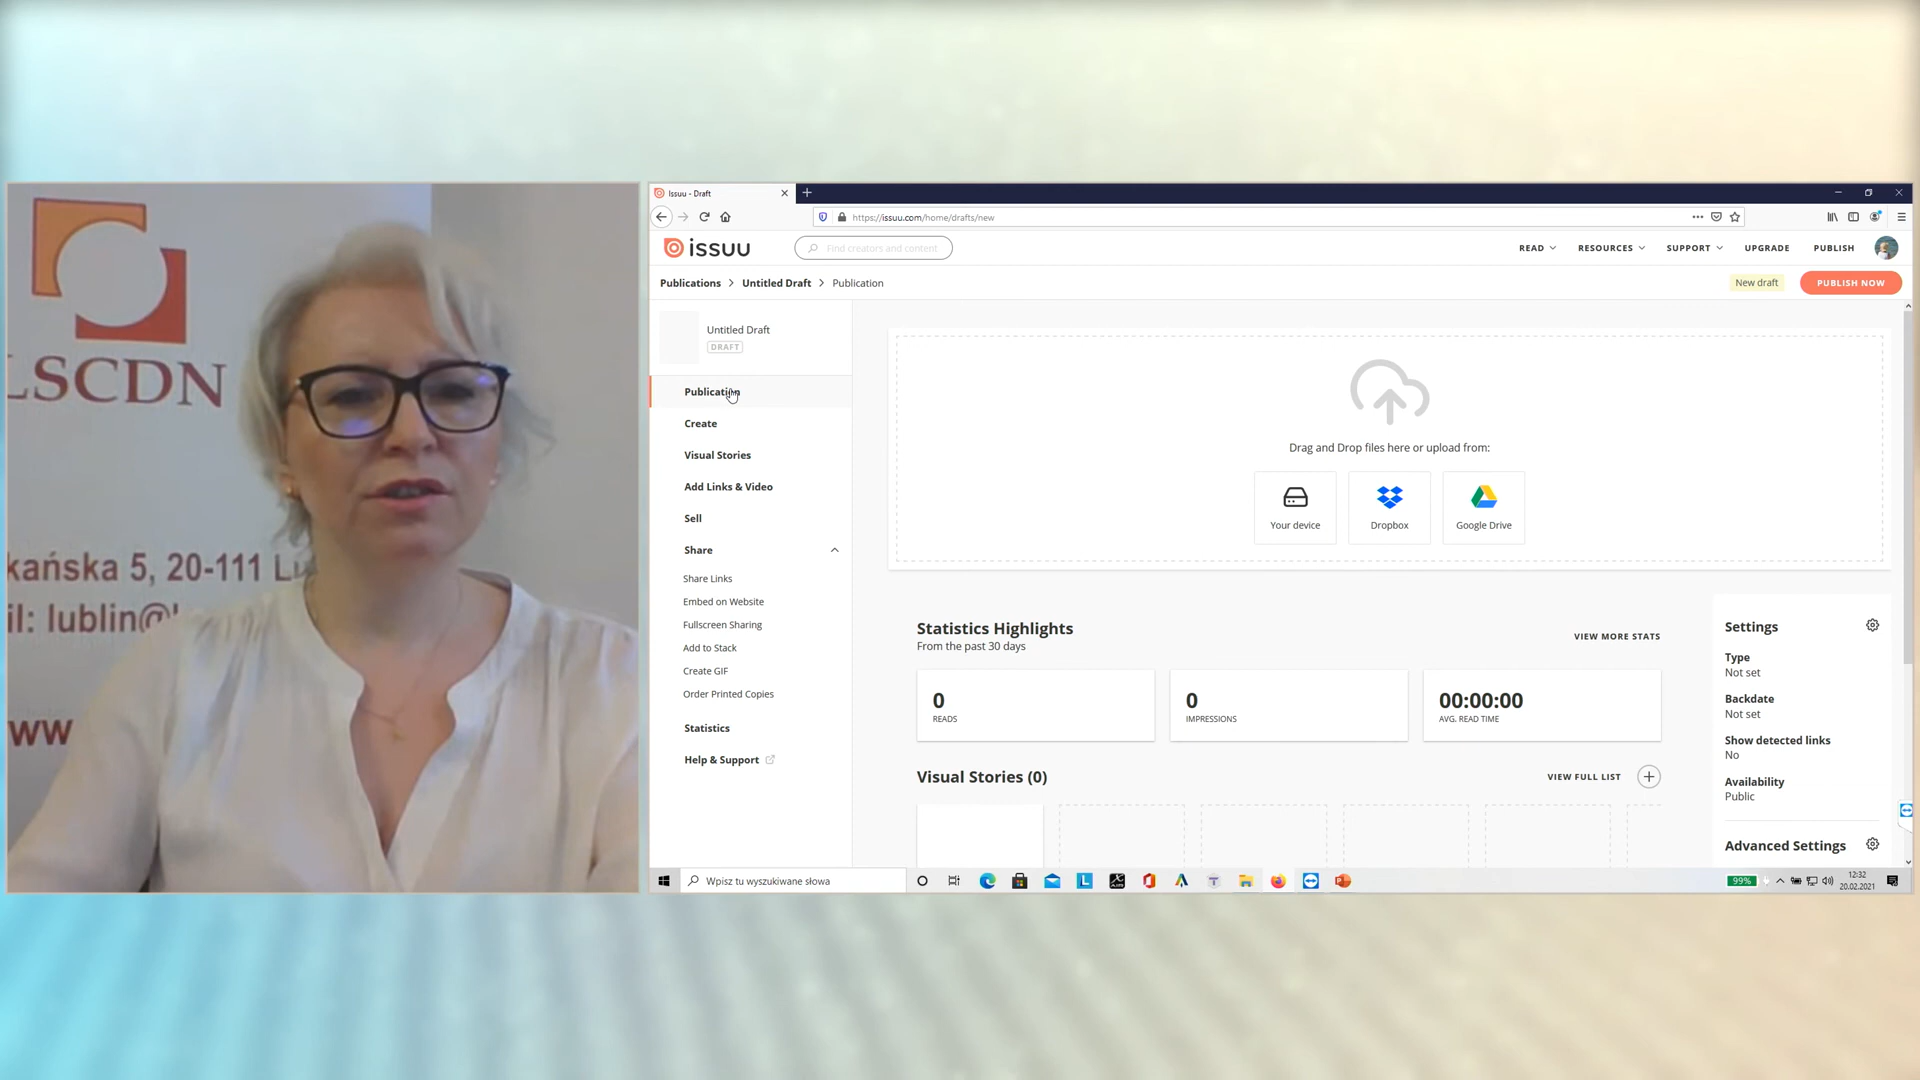 LSCDN
kańska 5, 20-111 L
il: lublin@
ww
Issuu - Draft
https://issuu.com/home/drafts/new
issuu
Find creators and content
READ
RESOURCES
SUPPORT
UPGRADE
PUBLISH
Publications > Untitled Draft > Publication
New draft
PUBLISH NOW
Untitled Draft
DRAFT
Publication
Create
Visual Stories
Add Links & Video
Sell
Share
Share Links
Embed on Website
Fullscreen Sharing
Add to Stack
Create GIF
Order Printed Copies
Statistics
Help & Support
Drag and Drop files here or upload from:
Your device
Dropbox
Google Drive
Statistics Highlights
From the past 30 days
VIEW MORE STATS
0
READS
0
IMPRESSIONS
00:00:00
AVG. READ TIME
Visual Stories (0)
VIEW FULL LIST
Settings
Type
Not set
Backdate
Not set
Show detected links
No
Availability
Public
Advanced Settings
Wpisz tu wyszukiwane słowa
99%
12:32
20.02.2021